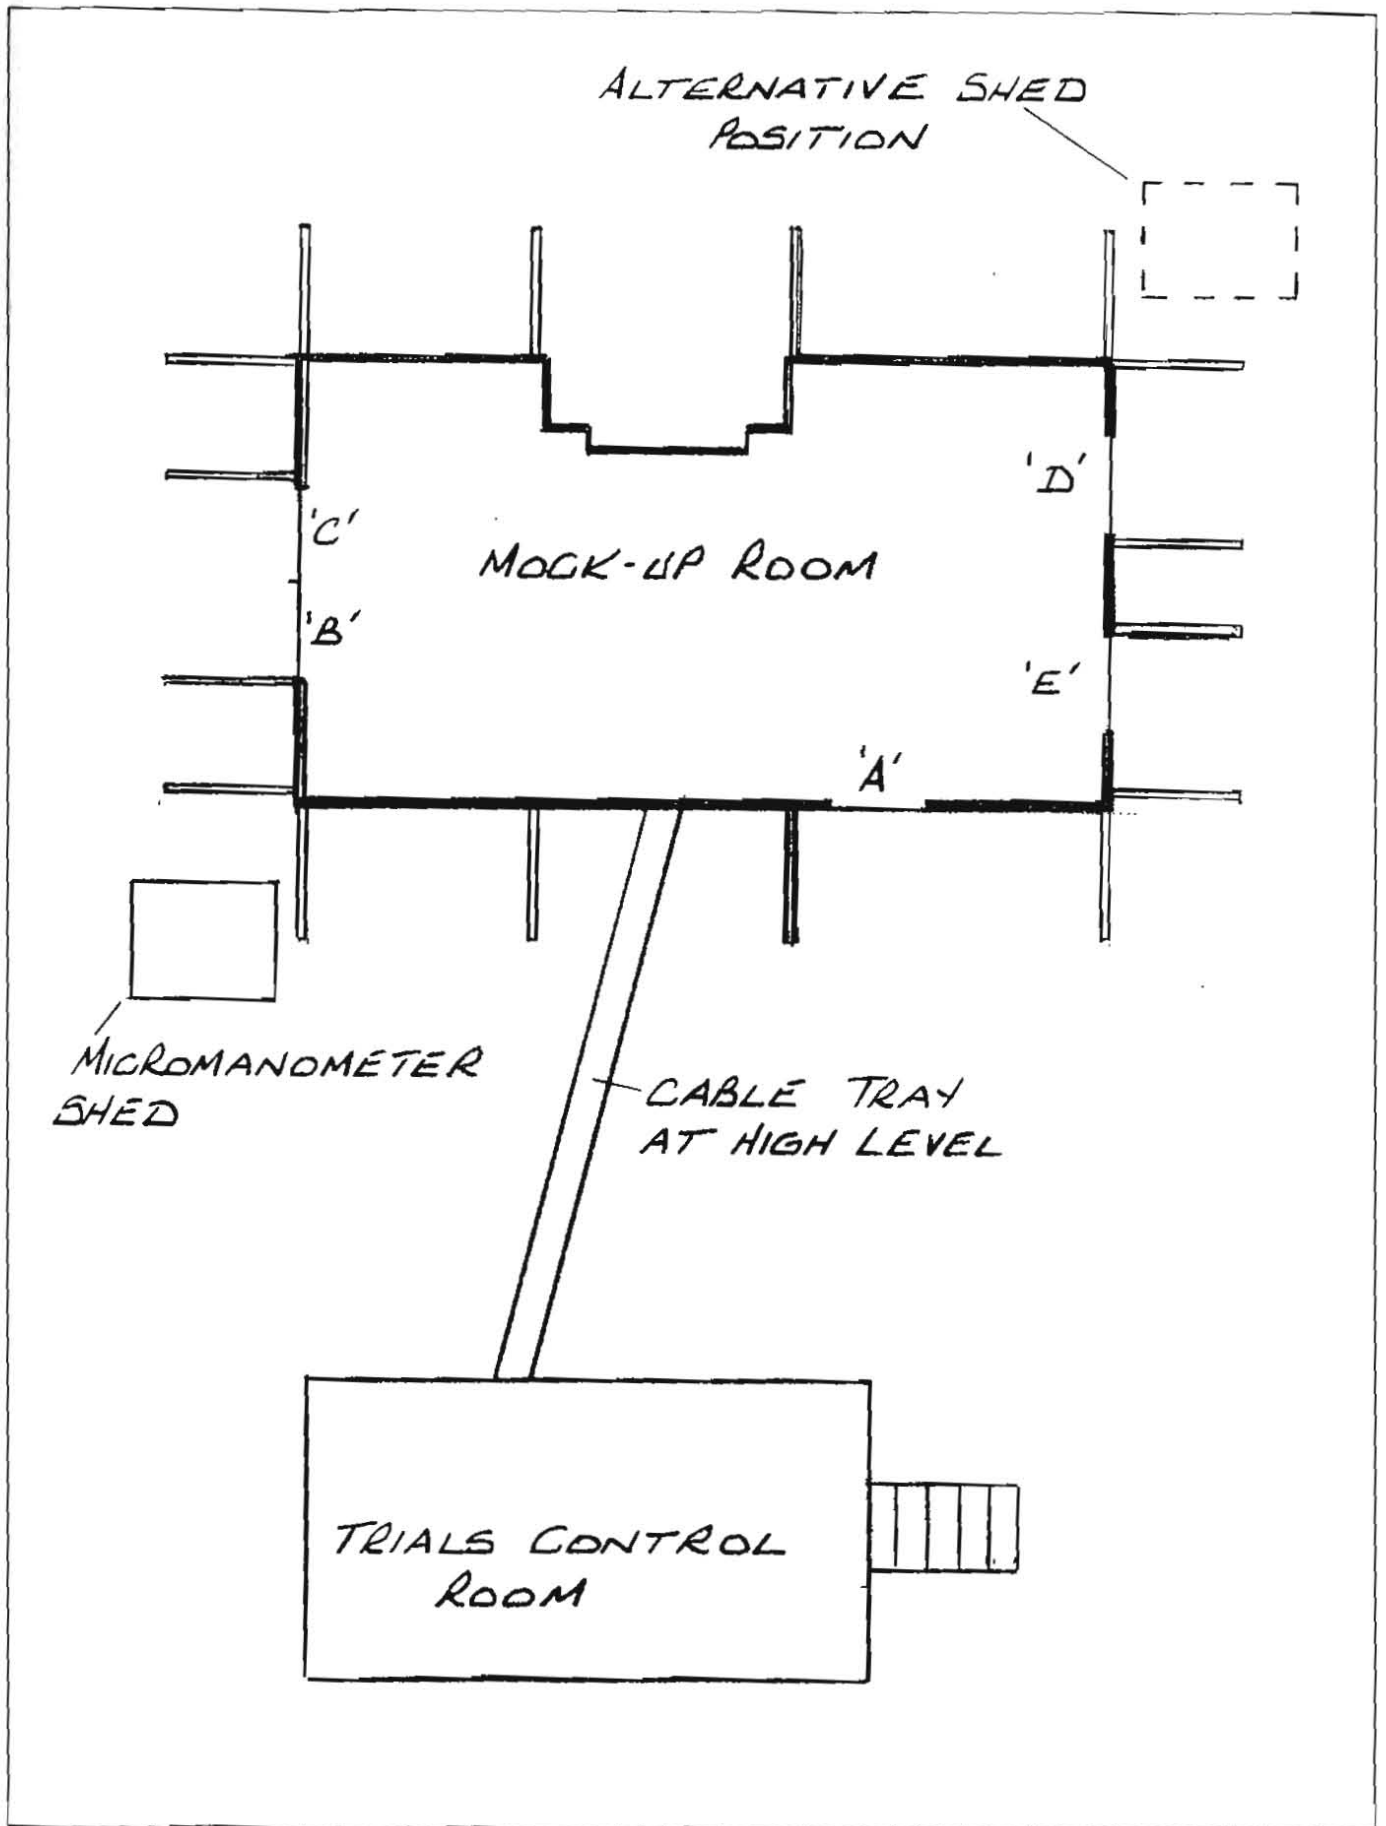 ALTERNATIVE SHED
POSITION
'D'
'C'
MOCK-UP ROOM
'B'
'E'
'A'
MICROMANOMETER
SHED
CABLE TRAY
AT HIGH LEVEL
TRIALS CONTROL
ROOM